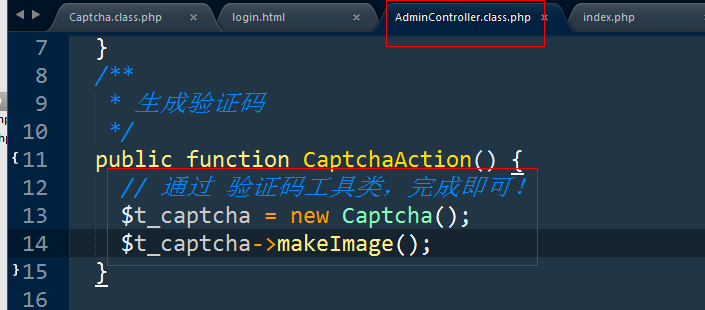 Captcha.class.php × login.html × AdminController.class.php × index.php
7 }
8 /**
9 * 生成验证码
10 */
11 public function CaptchaAction() {
12 // 通过 验证码工具类，完成即可！
13 $t_captcha = new Captcha();
14 $t_captcha->makeImage();
15 }
16